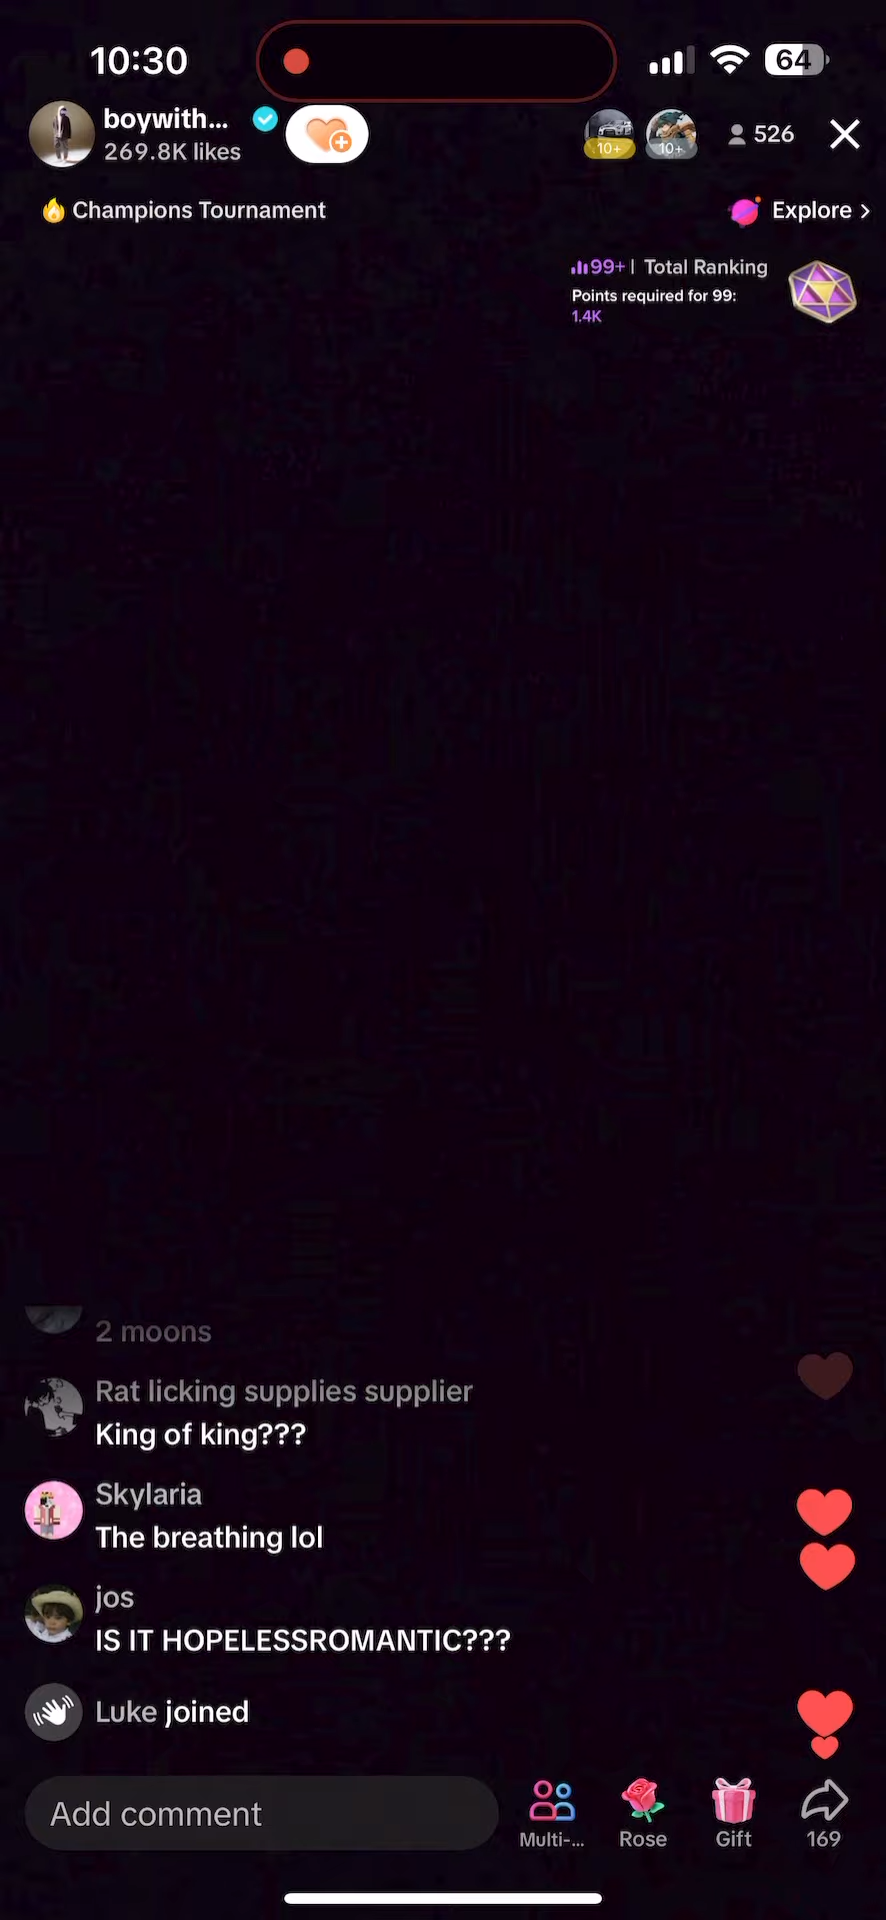 10:30
64
boywith...
269.8K likes
10+
10+
526
Champions Tournament
Explore >
99+ | Total Ranking
Points required for 99:
1.4K
2 moons
Rat licking supplies supplier
King of king???
Skylaria
The breathing lol
jos
IS IT HOPELESSROMANTIC???
Luke joined
Add comment
Multi-...
Rose
Gift
169